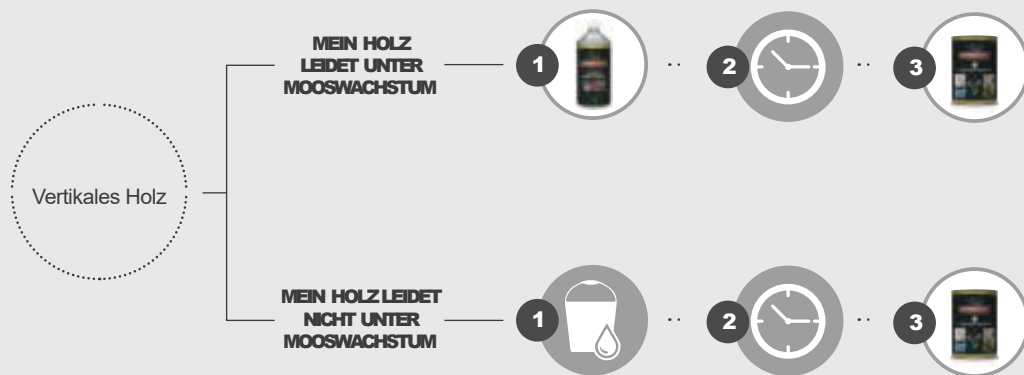 MEIN HOLZ
LEIDET UNTER
MOOSWACHSTUM
1
2
3
Vertikales Holz
MEIN HOLZ LEIDET
NICHT UNTER
MOOSWACHSTUM
1
2
3